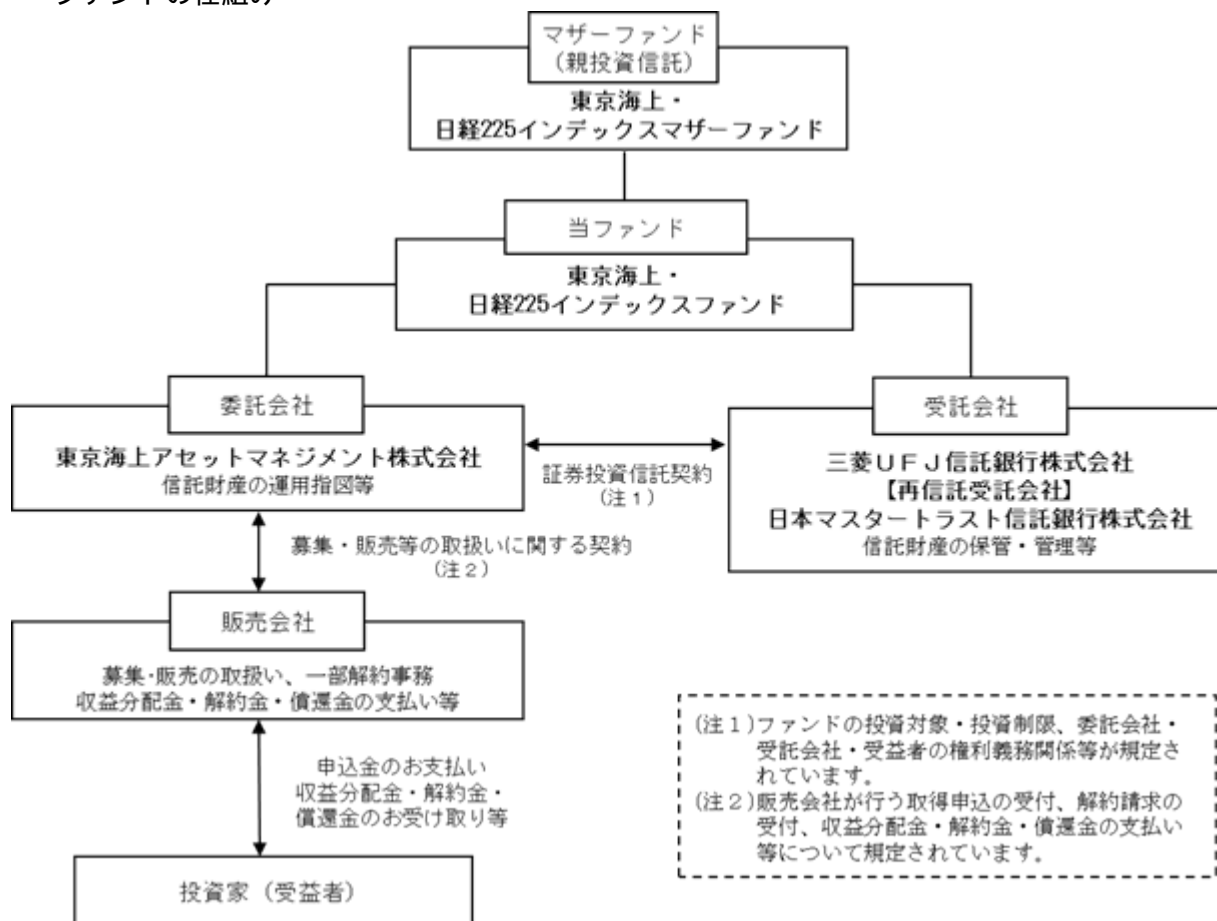 ファンドの仕組み
マザーファンド
（親投資信託）
東京海上・
日経225インデックスマザーファンド
当ファンド
東京海上・
日経225インデックスファンド
委託会社
東京海上アセットマネジメント株式会社
信託財産の運用指図等
証券投資信託契約
（注１）
受託会社
三菱ＵＦＪ信託銀行株式会社
【再信託受託会社】
日本マスタートラスト信託銀行株式会社
信託財産の保管・管理等
募集・販売等の取扱いに関する契約
（注２）
販売会社
募集・販売の取扱い、一部解約事務
収益分配金・解約金・償還金の支払い等
申込金のお支払い
収益分配金・解約金・
償還金のお受け取り等
投資家（受益者）
(注１)ファンドの投資対象・投資制限、委託会社・
受託会社・受益者の権利義務関係等が規定さ
れています。
(注２)販売会社が行う取得申込の受付、解約請求の
受付、収益分配金・解約金・償還金の支払い
等について規定されています。